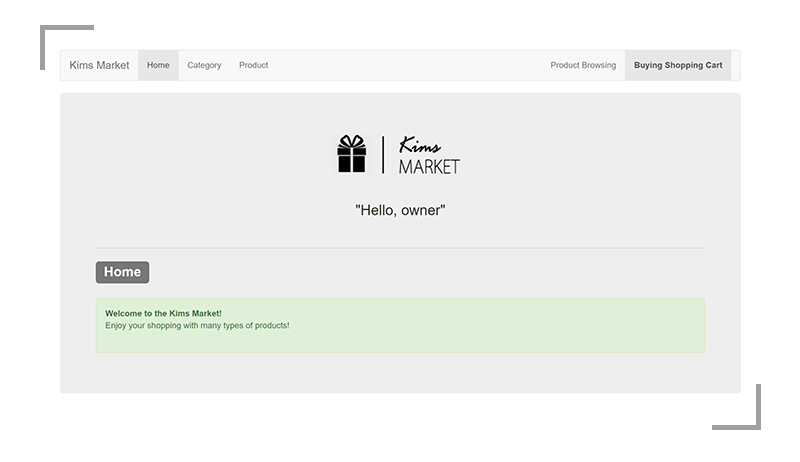 Kims Market Home Category Product Product Browsing Buying Shopping Cart
Kims
MARKET
"Hello, owner"
Home
Welcome to the Kims Market!
Enjoy your shopping with many types of products!